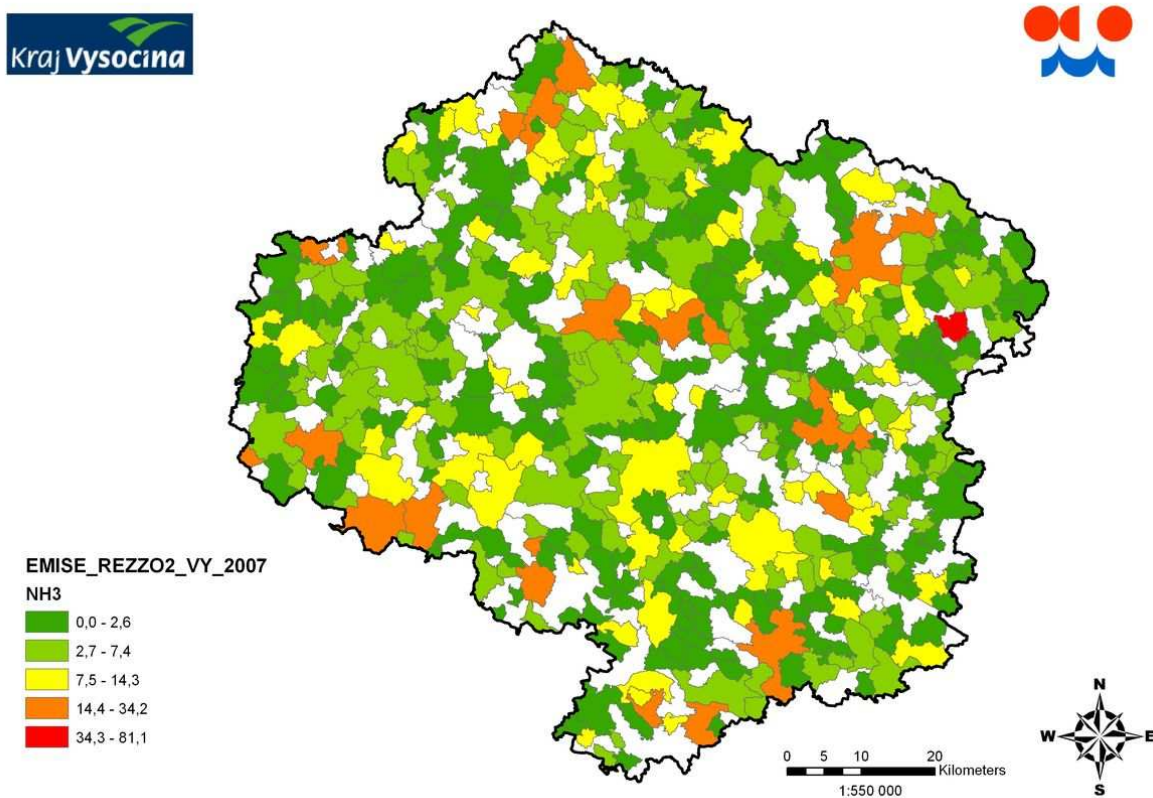 Kraj Vysočina
EMISE_REZZO2_VY_2007
NH3
0,0 - 2,6
2,7 - 7,4
7,5 - 14,3
14,4 - 34,2
34,3 - 81,1
N
W E
S
0 5 10 20
Kilometers
1:550 000